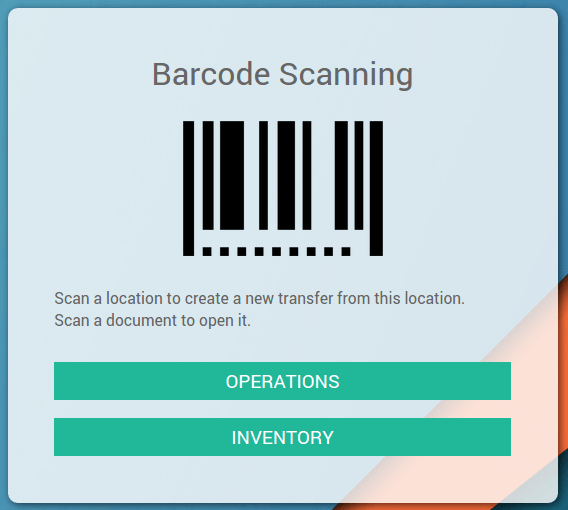 Barcode Scanning
Scan a location to create a new transfer from this location.
Scan a document to open it.
OPERATIONS
INVENTORY